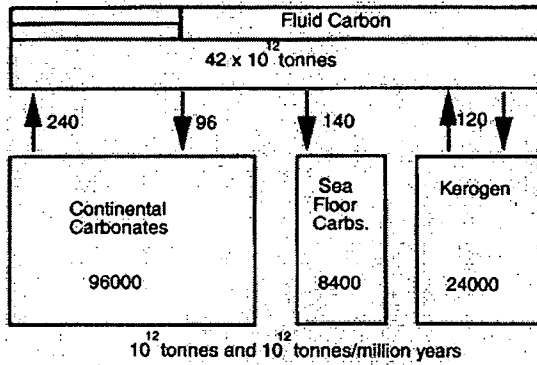 Fluid Carbon
42 x 10¹² tonnes
240
96
140
120
Continental
Carbonates
96000
Sea
Floor
Carbs.
8400
Kerogen
24000
10¹² tonnes and 10¹² tonnes/million years